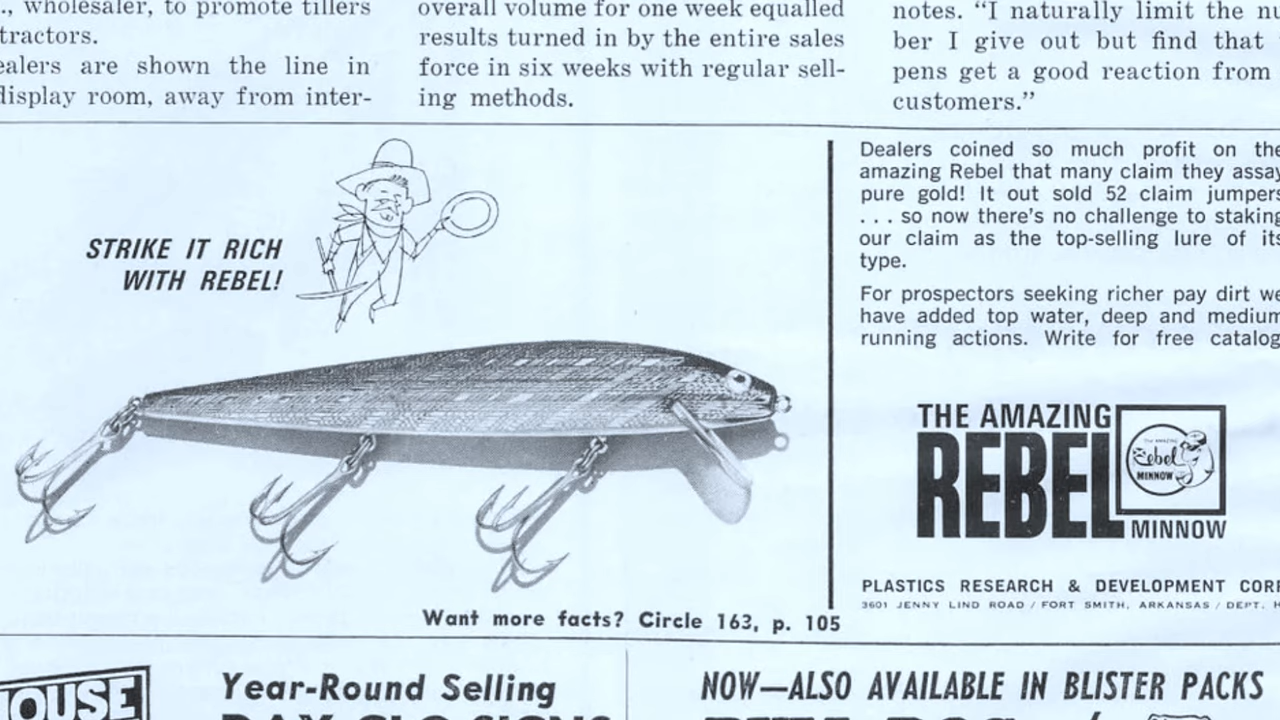 ., wholesaler, to promote tillers
tractors.
ealers are shown the line in
display room, away from inter-
overall volume for one week equalled
results turned in by the entire sales
force in six weeks with regular sell-
ing methods.
notes. "I naturally limit the nu
ber I give out but find that
pens get a good reaction from
customers."
STRIKE IT RICH
WITH REBEL!
Want more facts? Circle 163, p. 105
Dealers coined so much profit on the
amazing Rebel that many claim they assay
pure gold! It out sold 52 claim jumpers
. . . so now there's no challenge to staking
our claim as the top-selling lure of its
type.
For prospectors seeking richer pay dirt we
have added top water, deep and medium
running actions. Write for free catalog
THE AMAZING
REBEL
The AMAZING
Rebel
MINNOW
MINNOW
PLASTICS RESEARCH & DEVELOPMENT COR
3601 JENNY LIND ROAD / FORT SMITH, ARKANSAS / DEPT. H
HOUSE
Year-Round Selling
DAY-GLO SIGNS
NOW—ALSO AVAILABLE IN BLISTER PACKS